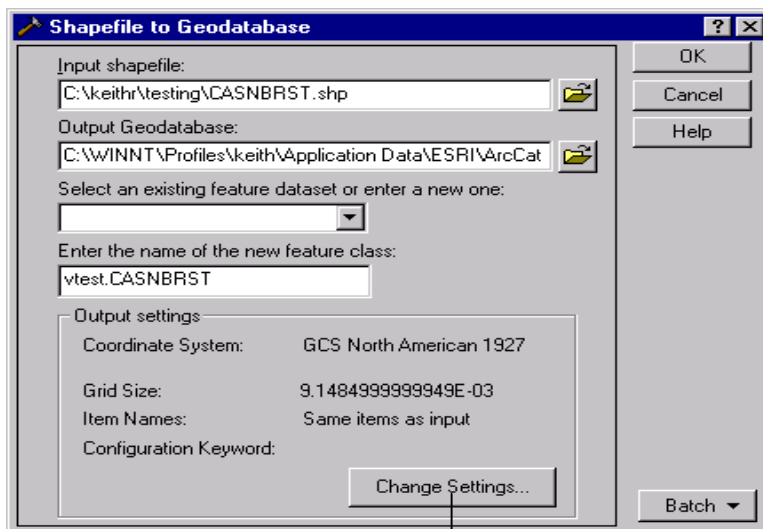 Shapefile to Geodatabase
Input shapefile:
C:\keithr\testing\CASNBRST.shp
Output Geodatabase:
C:\WINNT\Profiles\keith\Application Data\ESRI\ArcCat
Select an existing feature dataset or enter a new one:
Enter the name of the new feature class:
vtest.CASNBRST
Output settings
Coordinate System: GCS North American 1927
Grid Size: 9.1484999999949E-03
Item Names: Same items as input
Configuration Keyword:
Change Settings...
OK
Cancel
Help
Batch